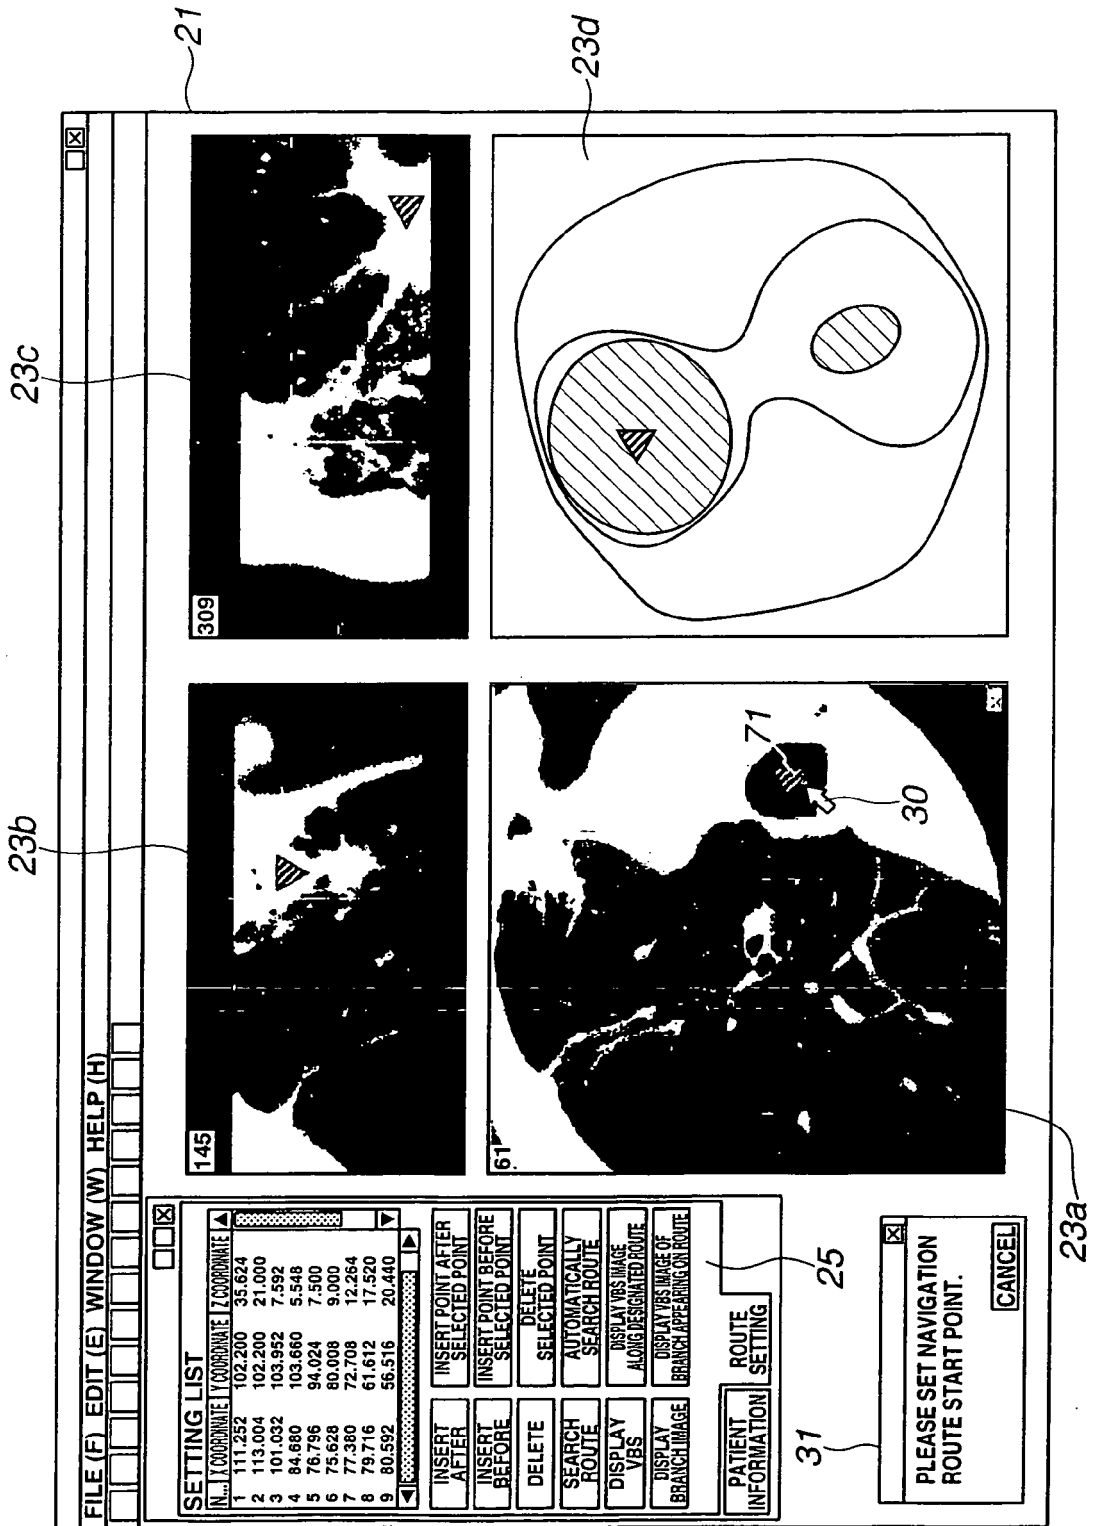 21
FILE (F) EDIT (E) WINDOW (W) HELP (H)
SETTING LIST
N... X COORDINATE Y COORDNATE Z COORDINATE
1 111.252 102.200 35.624
2 113.004 102.200 21.000
3 101.032 103.952 7.592
4 84.680 103.660 5.548
5 76.796 94.024 7.500
6 75.628 80.008 9.000
7 77.380 72.708 12.264
8 79.716 61.612 17.520
9 80.592 56.516 20.440
INSERT AFTER
INSERT POINT AFTER SELECTED POINT
INSERT BEFORE
INSERT POINT BEFORE SELECTED POINT
DELETE
DELETE SELECTED POINT
SEARCH ROUTE
AUTOMATICALLY SEARCH ROUTE
DISPLAY VBS
DISPLAY VBS IMAGE ALONG DESIGNATED ROUTE
DISPLAY BRANCH IMAGE
DISPLAY VBS IMAGE OF BRANCH APPEARING ON ROUTE
PATIENT INFORMATION
ROUTE SETTING
25
31
PLEASE SET NAVIGATION
ROUTE START POINT.
CANCEL
145
23b
309
23c
61
71
30
23a
23d